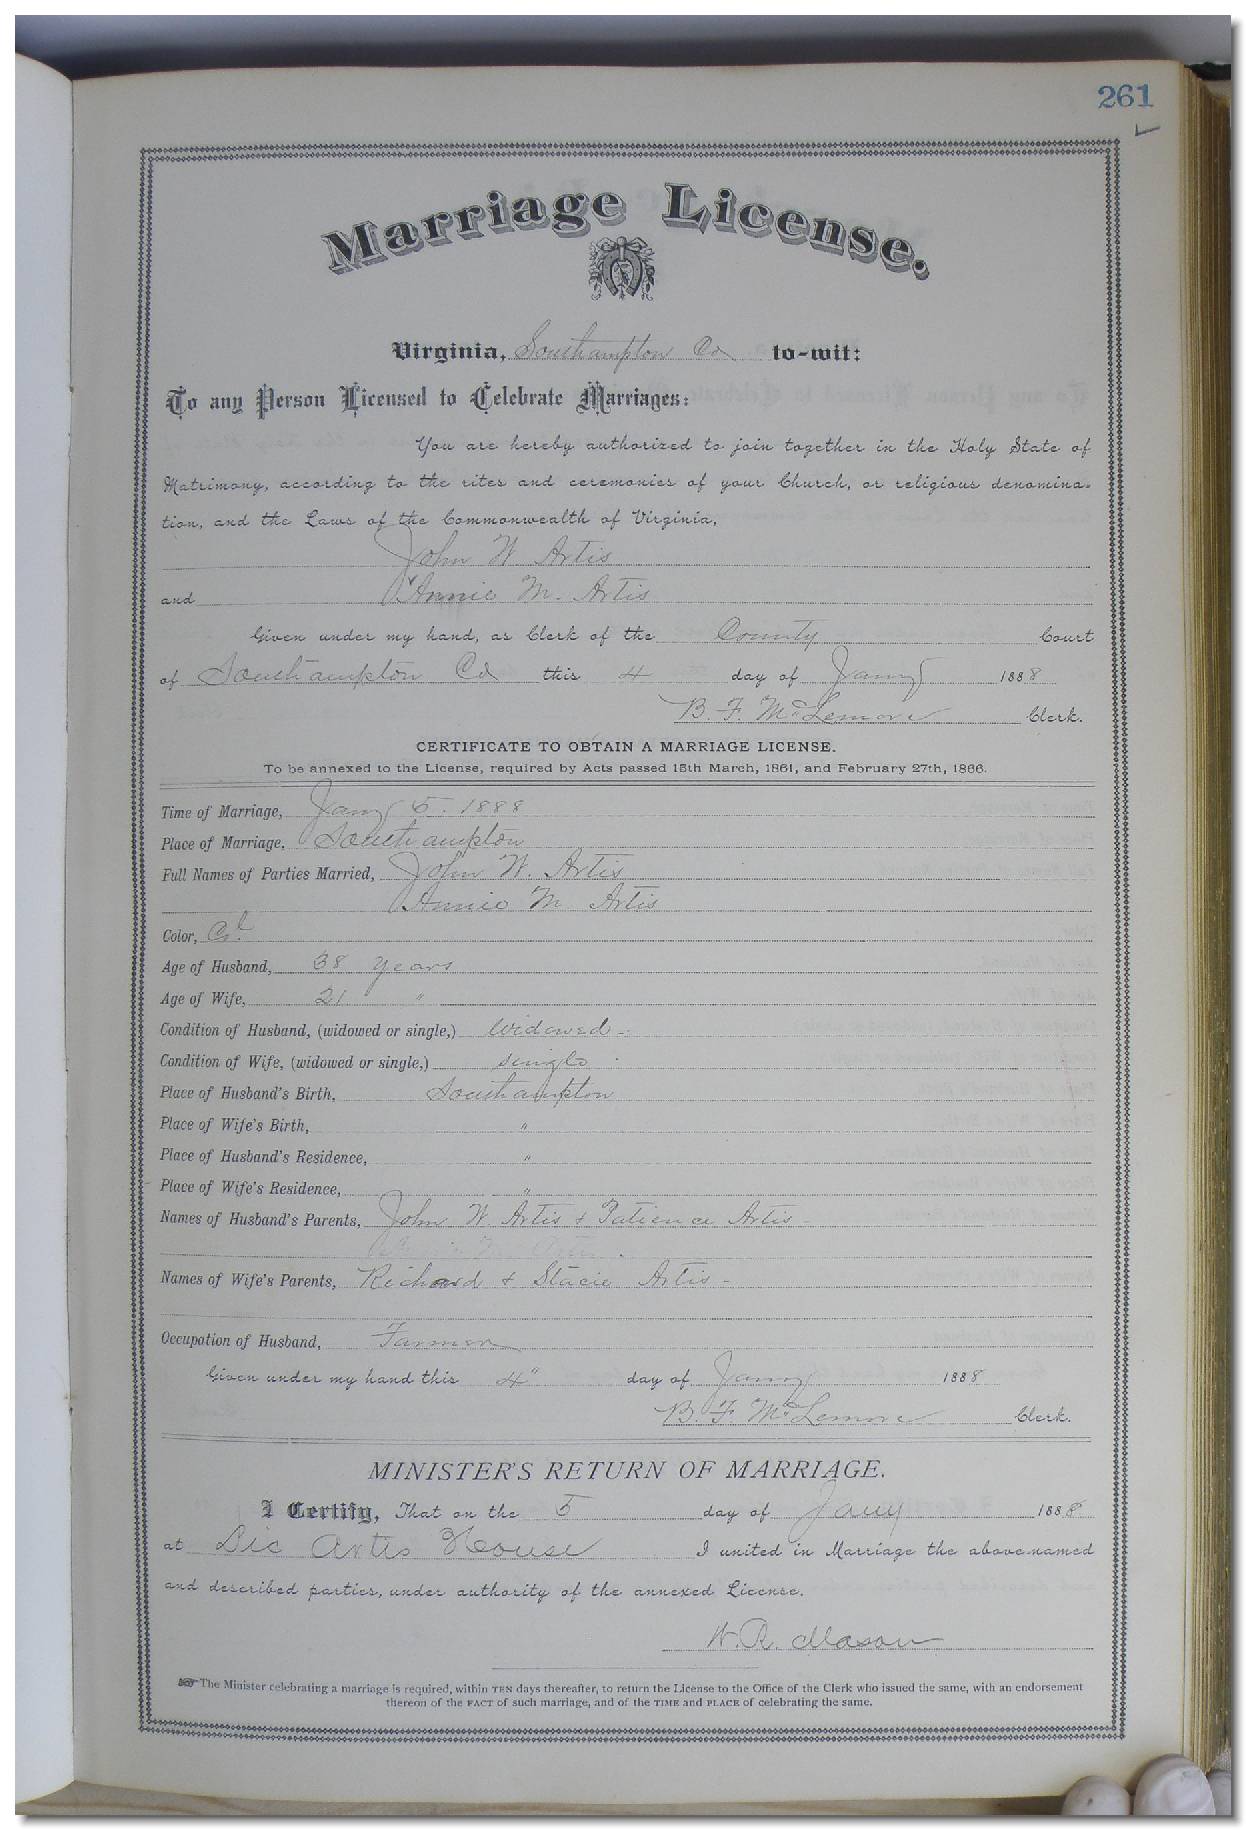 261
Marriage License.
Virginia, Southampton Co to-wit:
To any Person Licensed to Celebrate Marriages:
You are hereby authorized to join together in the Holy State of
Matrimony, according to the rites and ceremonies of your Church, or religious denomina-
tion, and the Laws of the Commonwealth of Virginia,
John W Artis
and Annie M. Artis
Given under my hand, as Clerk of the County Court
of Southampton Co this 4 day of Jany 1888
B. F. McLemore Clerk.
CERTIFICATE TO OBTAIN A MARRIAGE LICENSE.
To be annexed to the License, required by Acts passed 15th March, 1861, and February 27th, 1866.
Time of Marriage, Jany 5. 1888
Place of Marriage, Southampton
Full Names of Parties Married, John W. Artis
Annie M Artis
Color, Col
Age of Husband, 38 years
Age of Wife, 21 "
Condition of Husband, (widowed or single,) Widowed -
Condition of Wife, (widowed or single,) single
Place of Husband's Birth, Southampton
Place of Wife's Birth, "
Place of Husband's Residence, "
Place of Wife's Residence, "
Names of Husband's Parents, John W. Artis & Patience Artis -
Names of Wife's Parents, Richard & Stacie Artis -
Occupation of Husband, Farmer
Given under my hand this 4" day of Jany 1888
B. F. McLemore Clerk.
MINISTER'S RETURN OF MARRIAGE.
I Certify, That on the 5 day of Jany 1888
at Dic Artis House I united in Marriage the above-named
and described parties, under authority of the annexed License.
W. R. Mason
The Minister celebrating a marriage is required, within TEN days thereafter, to return the License to the Office of the Clerk who issued the same, with an endorsement
thereon of the FACT of such marriage, and of the TIME and PLACE of celebrating the same.